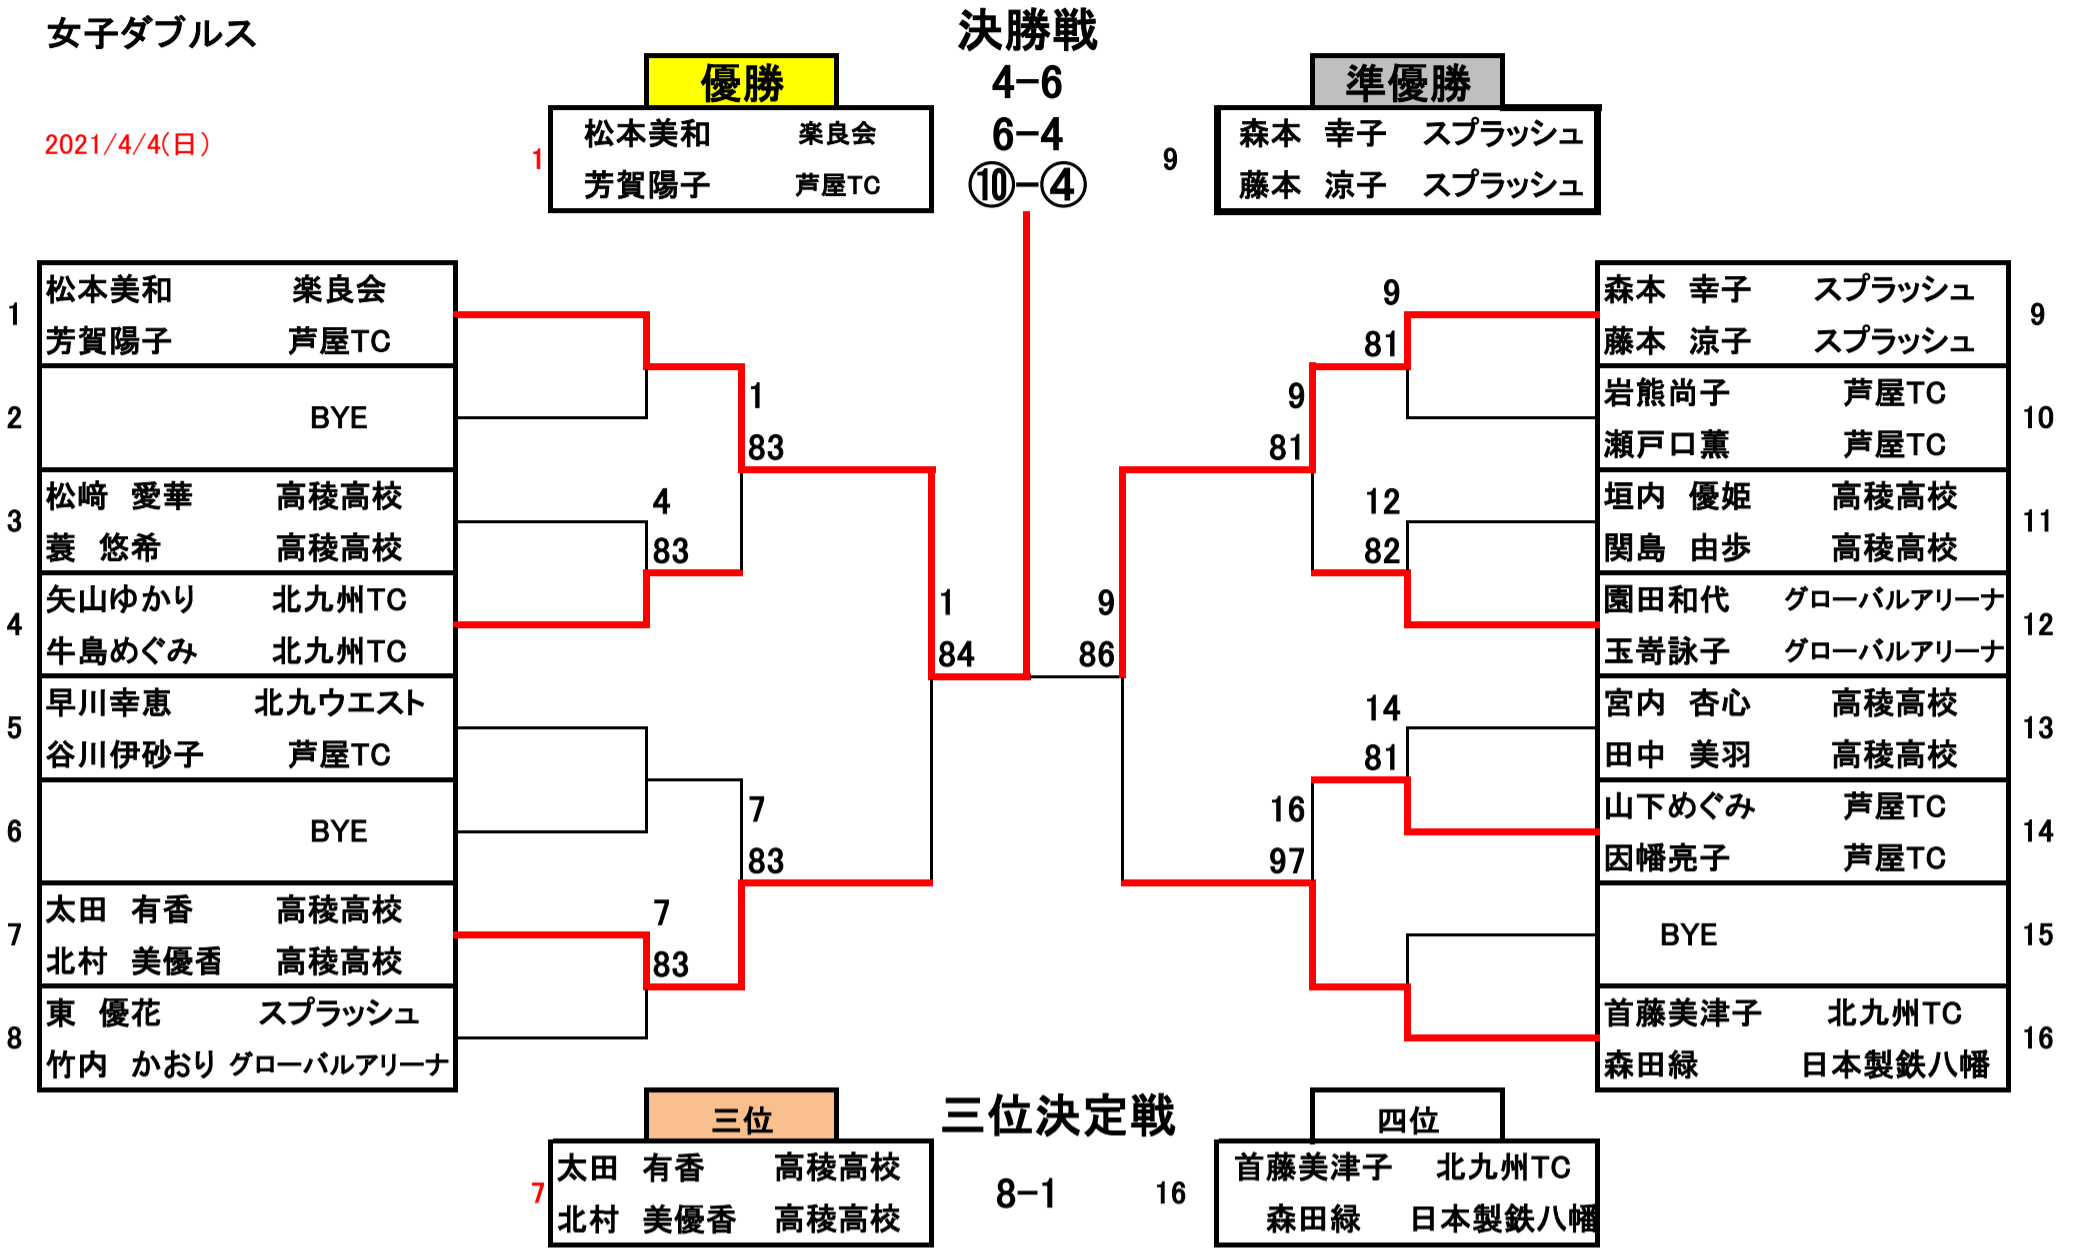 女子ダブルス
決勝戦
優勝
4-6
準優勝
2021/4/4(日)
1
松本美和 楽良会
芳賀陽子 芦屋TC
6-4
⑩-④
9
森本 幸子 スプラッシュ
藤本 涼子 スプラッシュ
1
松本美和 楽良会
芳賀陽子 芦屋TC
2
BYE
3
松﨑 愛華 高稜高校
蓑 悠希 高稜高校
4
矢山ゆかり 北九州TC
牛島めぐみ 北九州TC
5
早川幸恵 北九ウエスト
谷川伊砂子 芦屋TC
6
BYE
7
太田 有香 高稜高校
北村 美優香 高稜高校
8
東 優花 スプラッシュ
竹内 かおり グローバルアリーナ
1
83
4
83
7
83
7
83
1
84
9
86
9
81
16
97
9
81
12
82
14
81
森本 幸子 スプラッシュ
藤本 涼子 スプラッシュ
9
岩熊尚子 芦屋TC
瀬戸口薫 芦屋TC
10
垣内 優姫 高稜高校
関島 由歩 高稜高校
11
園田和代 グローバルアリーナ
玉嵜詠子 グローバルアリーナ
12
宮内 杏心 高稜高校
田中 美羽 高稜高校
13
山下めぐみ 芦屋TC
因幡亮子 芦屋TC
14
BYE
15
首藤美津子 北九州TC
森田緑 日本製鉄八幡
16
三位
三位決定戦
四位
7
太田 有香 高稜高校
北村 美優香 高稜高校
8-1
16
首藤美津子 北九州TC
森田緑 日本製鉄八幡